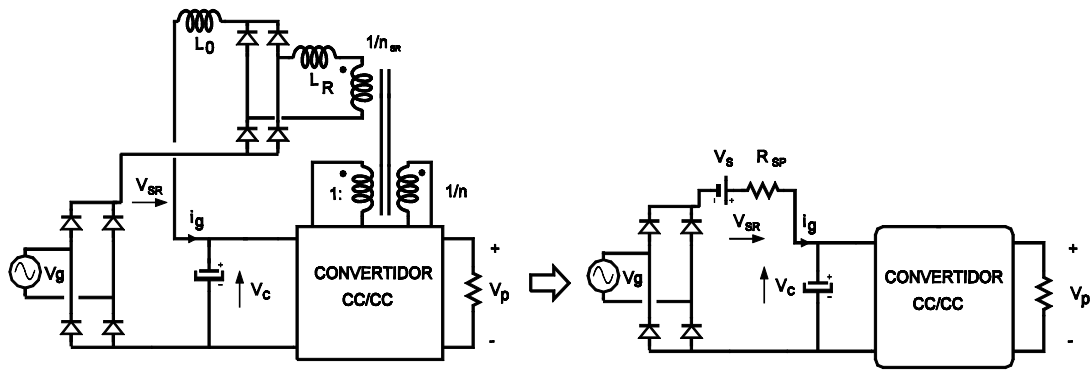 L0
LR
1/nSR
1:
1/n
VSR
ig
Vg
VC
CONVERTIDOR
CC/CC
+
Vp
-
VS
RSP
VSR
ig
Vg
VC
CONVERTIDOR
CC/CC
+
Vp
-